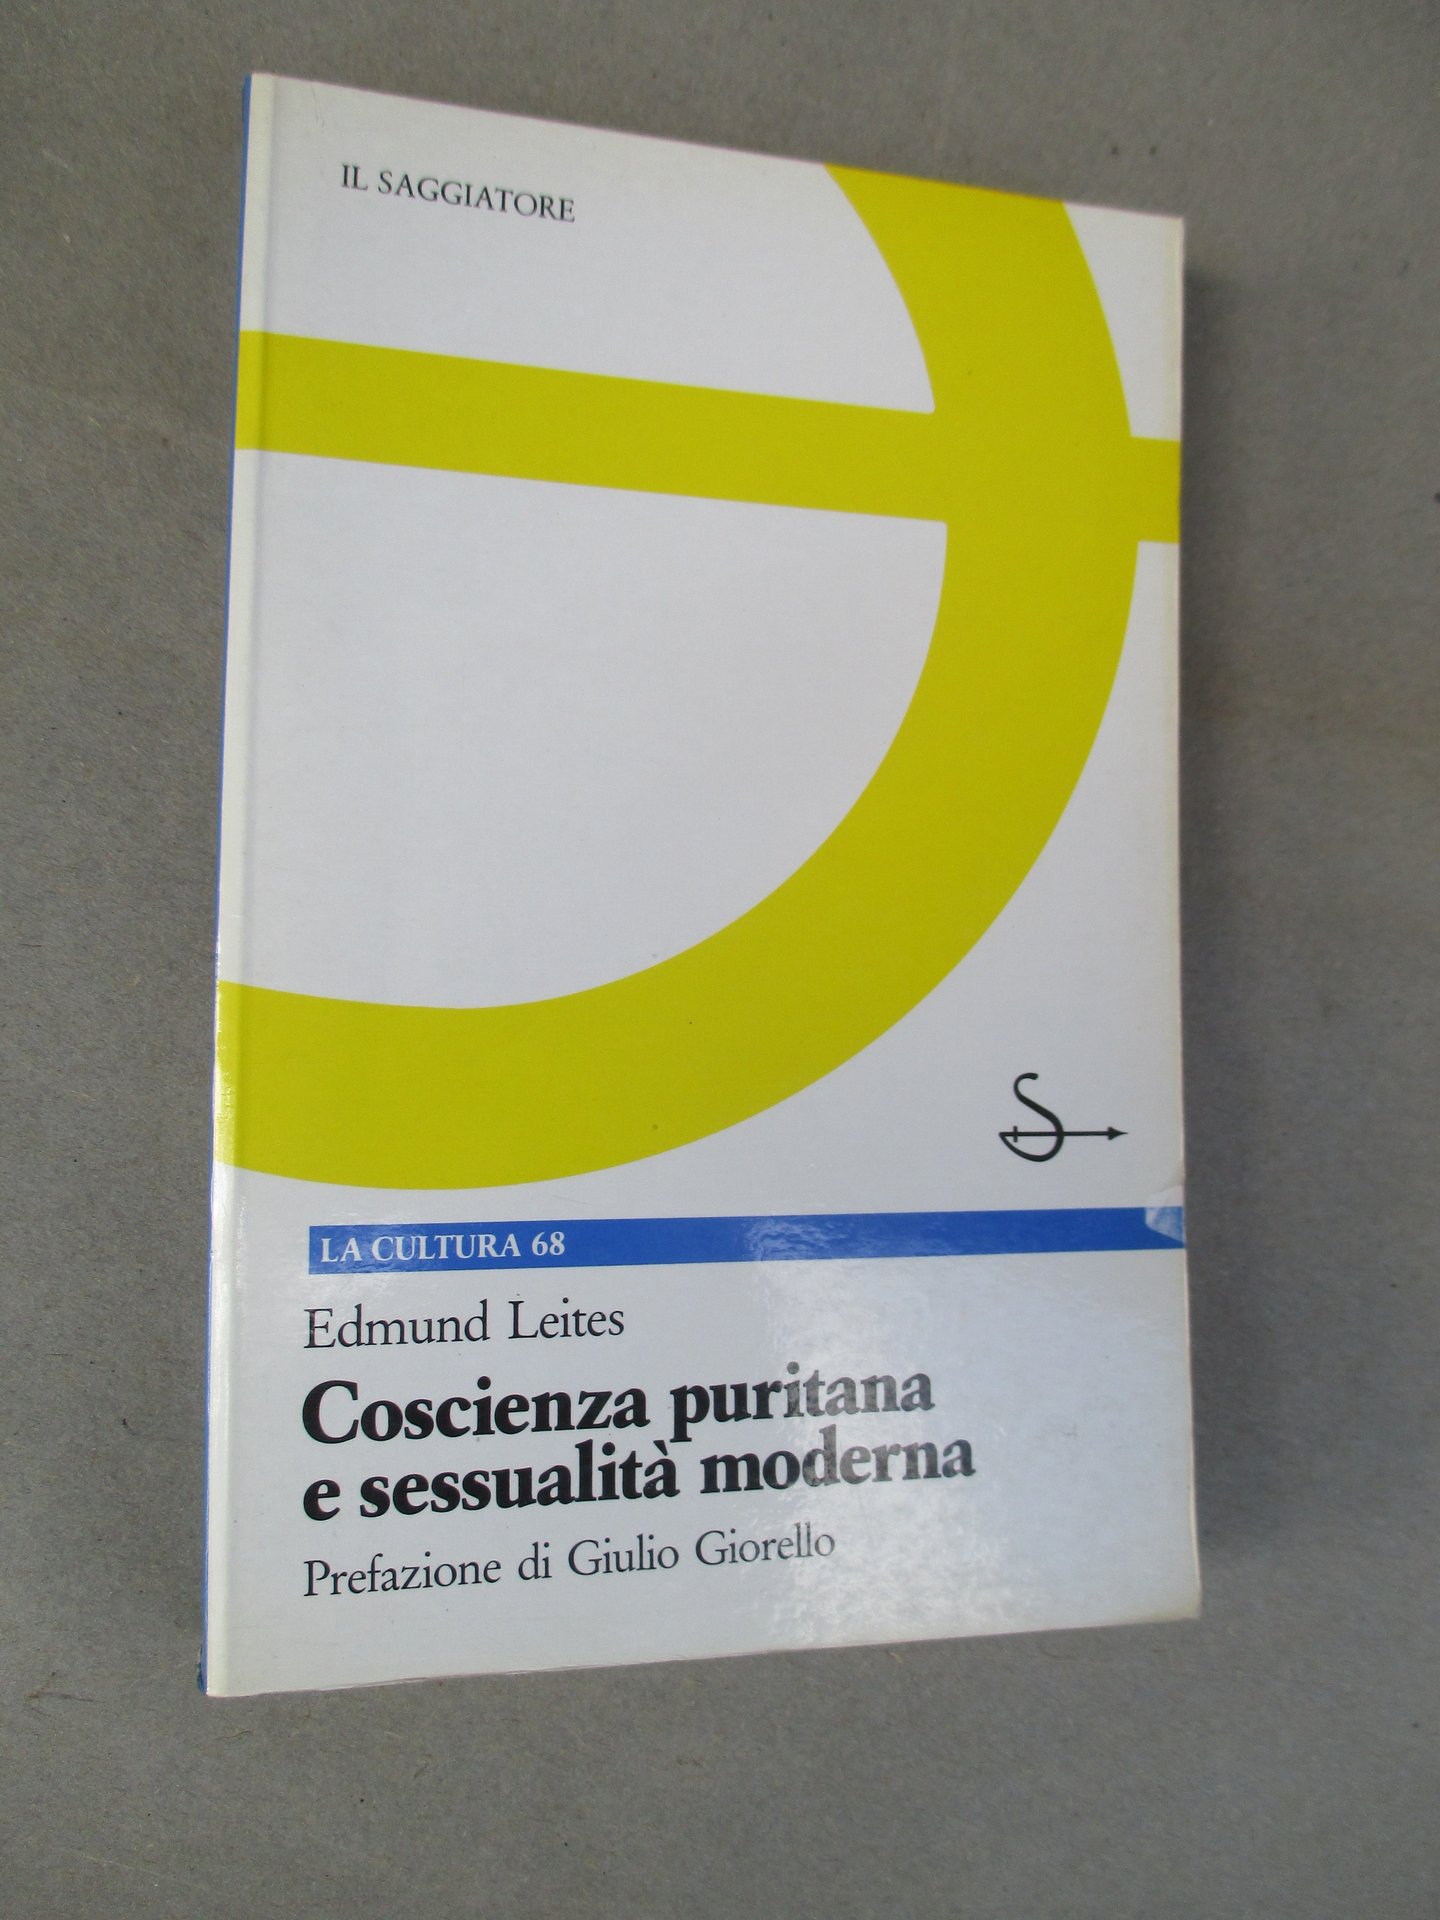 IL SAGGIATORE
LA CULTURA 68
Edmund Leites
Coscienza puritana
e sessualità moderna
Prefazione di Giulio Giorello